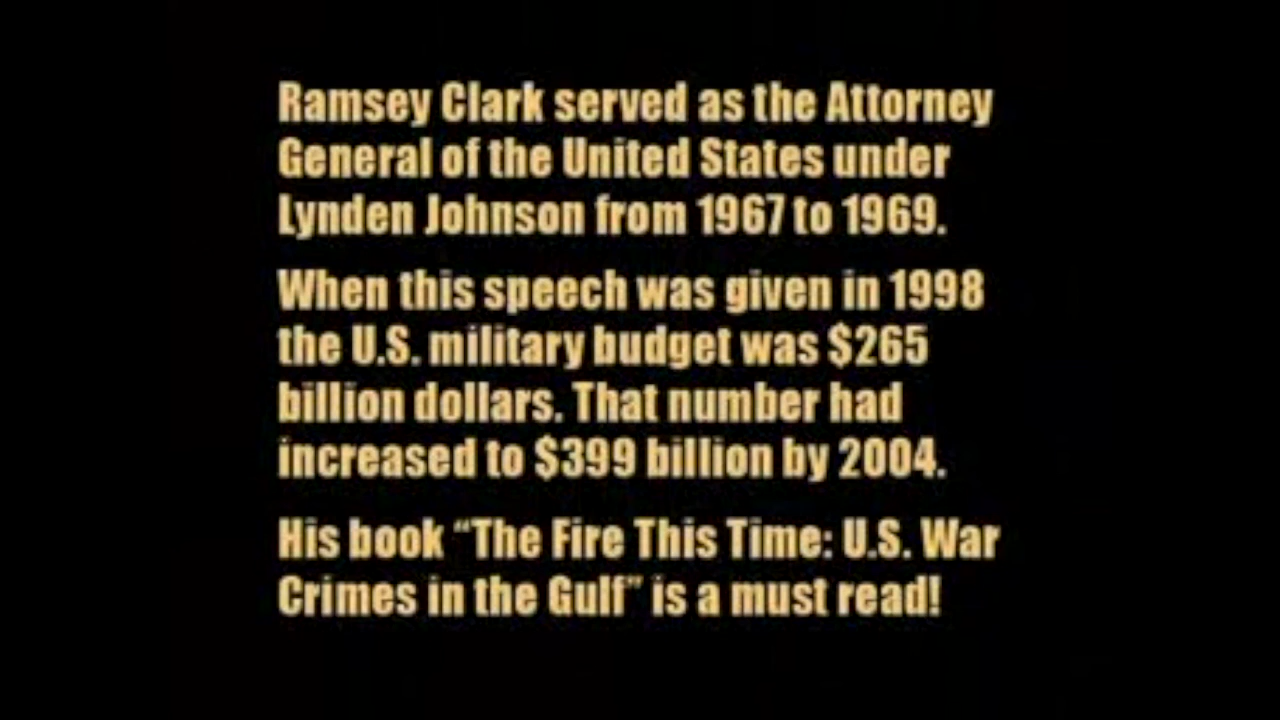 Ramsey Clark served as the Attorney
General of the United States under
Lynden Johnson from 1967 to 1969.
When this speech was given in 1998
the U.S. military budget was $265
billion dollars. That number had
increased to $399 billion by 2004.
His book “The Fire This Time: U.S. War
Crimes in the Gulf” is a must read!